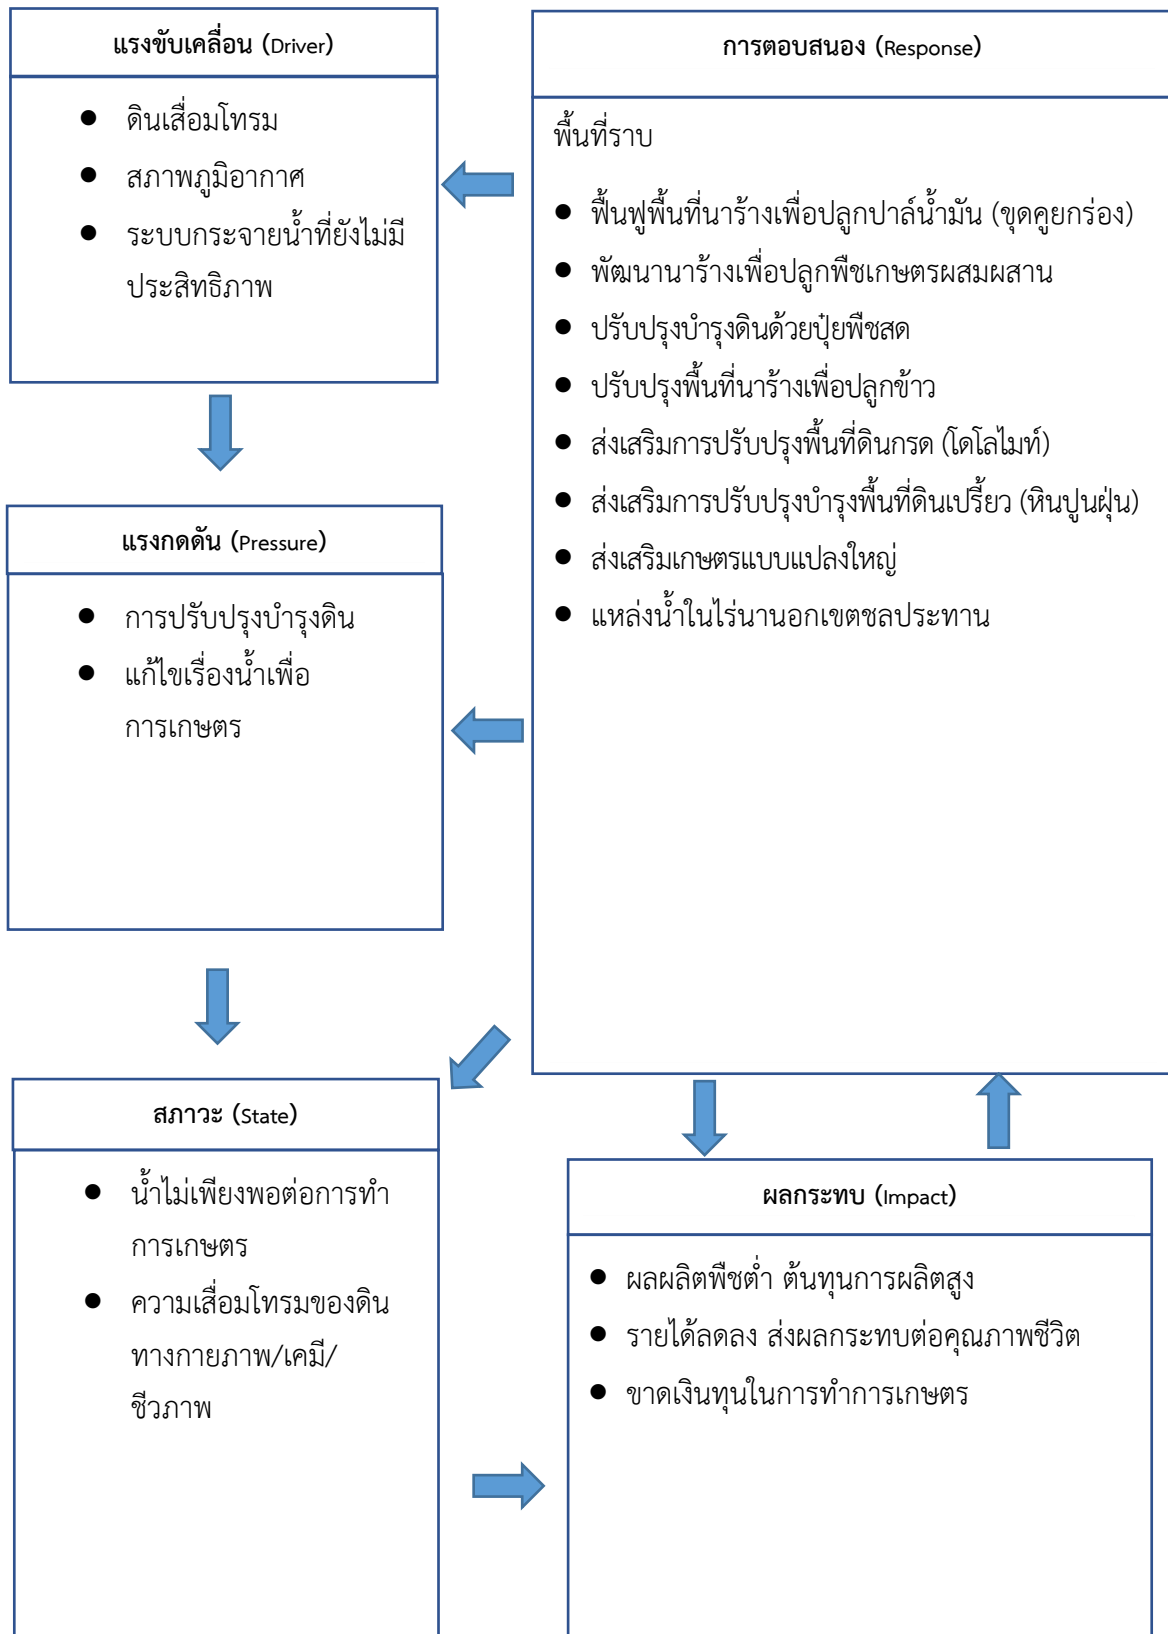 แรงขับเคลื่อน (Driver)
● ดินเสื่อมโทรม
● สภาพภูมิอากาศ
● ระบบกระจายน้ำที่ยังไม่มี
ประสิทธิภาพ
การตอบสนอง (Response)
พื้นที่ราบ
● ฟื้นฟูพื้นที่นาร้างเพื่อปลูกปาล์น้ำมัน (ขุดคูยกร่อง)
● พัฒนานาร้างเพื่อปลูกพืชเกษตรผสมผสาน
● ปรับปรุงบำรุงดินด้วยปุ๋ยพืชสด
● ปรับปรุงพื้นที่นาร้างเพื่อปลูกข้าว
● ส่งเสริมการปรับปรุงพื้นที่ดินกรด (โดโลไมท์)
● ส่งเสริมการปรับปรุงบำรุงพื้นที่ดินเปรี้ยว (หินปูนฝุ่น)
● ส่งเสริมเกษตรแบบแปลงใหญ่
● แหล่งน้ำในไร่นานอกเขตชลประทาน
แรงกดดัน (Pressure)
● การปรับปรุงบำรุงดิน
● แก้ไขเรื่องน้ำเพื่อ
การเกษตร
สภาวะ (State)
● น้ำไม่เพียงพอต่อการทำ
การเกษตร
● ความเสื่อมโทรมของดิน
ทางกายภาพ/เคมี/
ชีวภาพ
ผลกระทบ (Impact)
● ผลผลิตพืชต่ำ ต้นทุนการผลิตสูง
● รายได้ลดลง ส่งผลกระทบต่อคุณภาพชีวิต
● ขาดเงินทุนในการทำการเกษตร